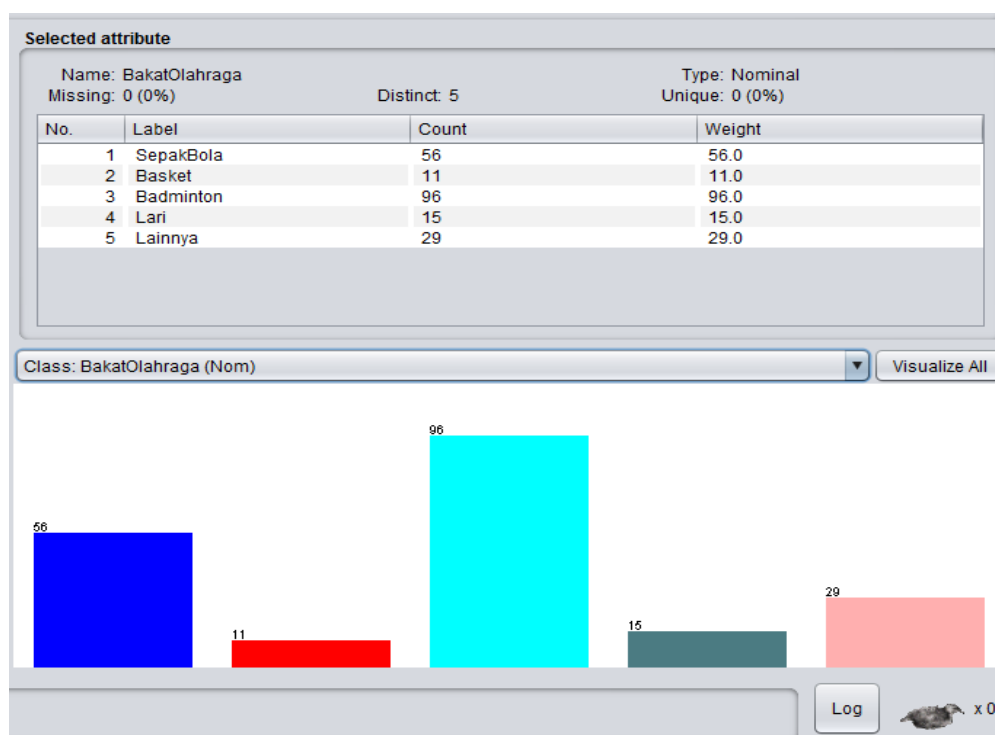 Selected attribute
Name: BakatOlahraga Type: Nominal
Missing: 0 (0%) Distinct: 5 Unique: 0 (0%)
No. Label Count Weight
1 SepakBola 56 56.0
2 Basket 11 11.0
3 Badminton 96 96.0
4 Lari 15 15.0
5 Lainnya 29 29.0
Class: BakatOlahraga (Nom) Visualize All
96
56
29
15
11
Log x 0